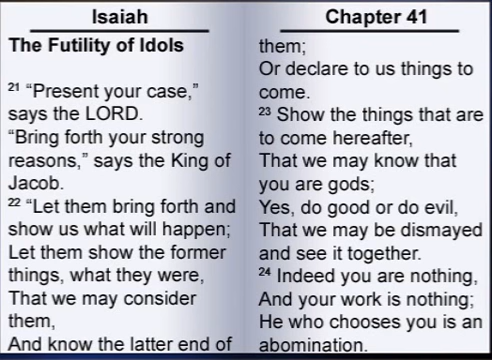 Isaiah
The Futility of Idols
²¹ “Present your case,”
says the LORD.
“Bring forth your strong
reasons,” says the King of
Jacob.
²² “Let them bring forth and
show us what will happen;
Let them show the former
things, what they were,
That we may consider
them,
And know the latter end of
Chapter 41
them;
Or declare to us things to
come.
²³ Show the things that are
to come hereafter,
That we may know that
you are gods;
Yes, do good or do evil,
That we may be dismayed
and see it together.
²⁴ Indeed you are nothing,
And your work is nothing;
He who chooses you is an
abomination.